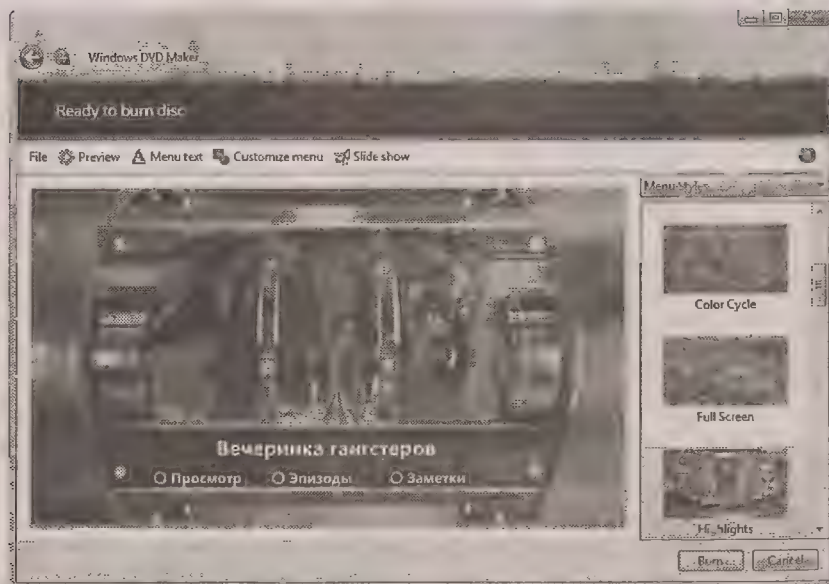 Windows DVD Maker
Ready to burn disc
File Preview Menu text Customize menu Slide show
Menu Styles
Color Cycle
Full Screen
Highlights
Вечеринка гангстеров
Просмотр Эпизоды Заметки
Burn Cancel